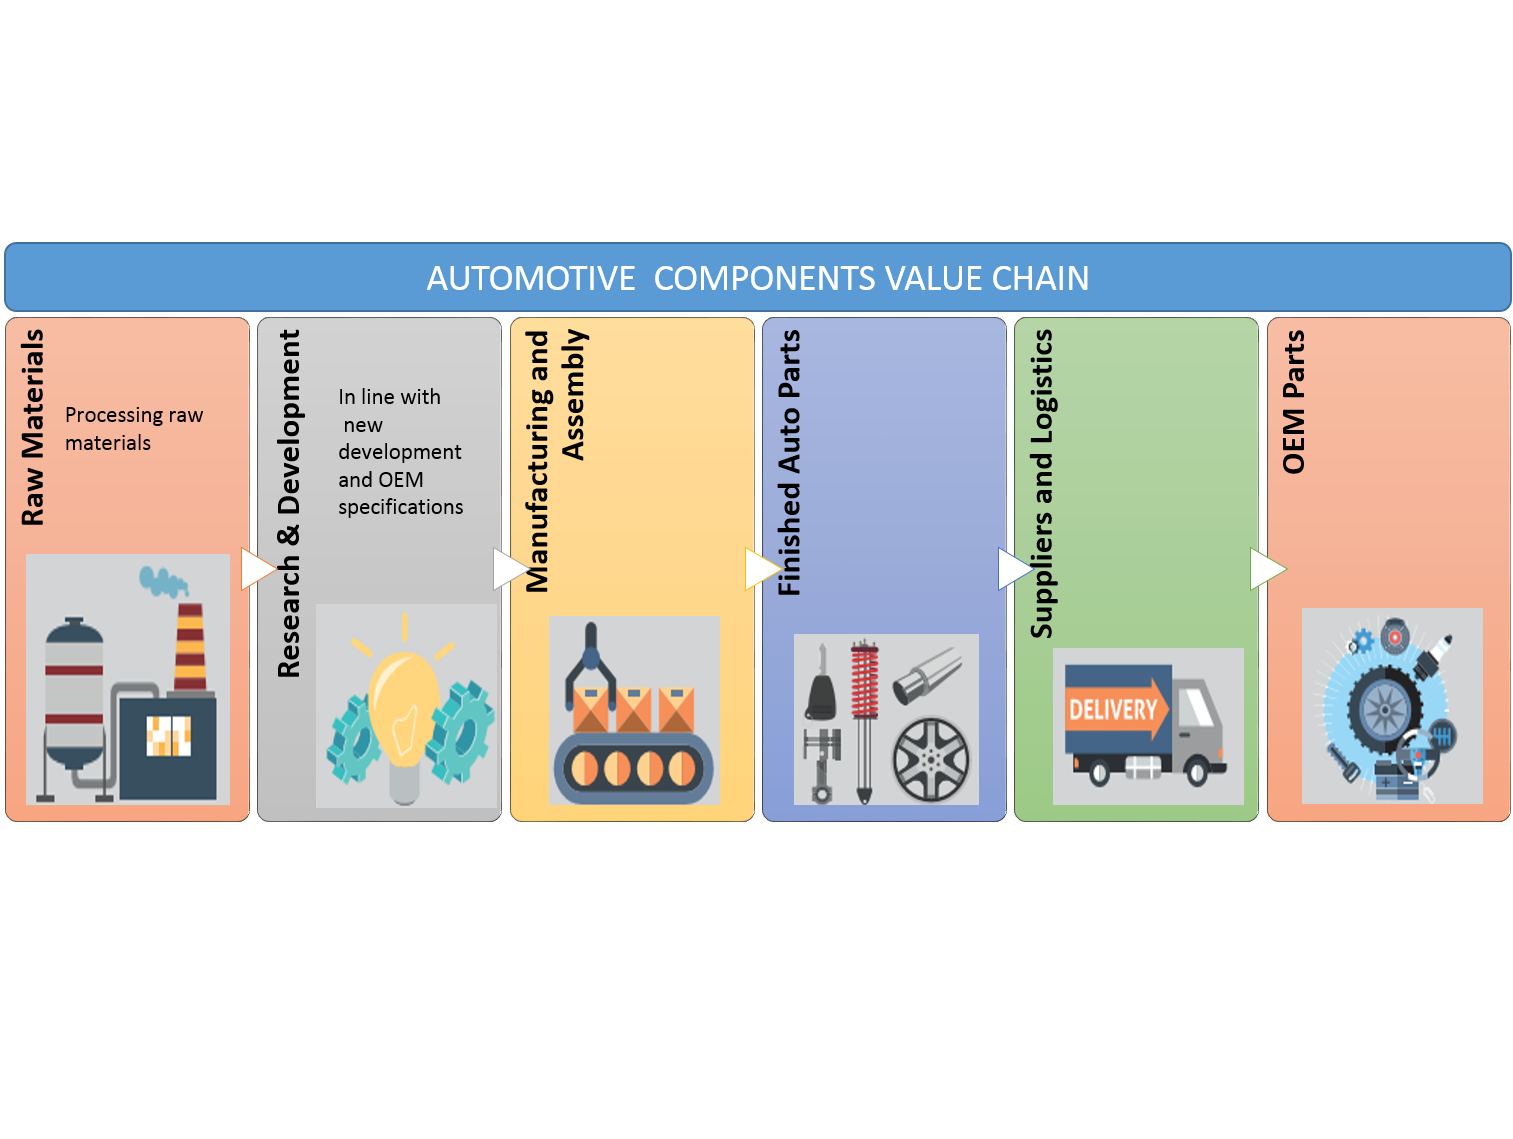 AUTOMOTIVE  COMPONENTS VALUE CHAIN
Raw Materials
Processing raw
materials
Research & Development
In line with
new
development
and OEM
specifications
Manufacturing and
Assembly
Finished Auto Parts
Suppliers and Logistics
DELIVERY
OEM Parts